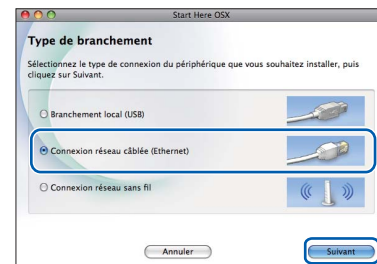 Start Here OSX
Type de branchement
Sélectionnez le type de connexion du périphérique que vous souhaitez installer, puis
cliquez sur Suivant.
Branchement local (USB)
Connexion réseau câblée (Ethernet)
Connexion réseau sans fil
Annuler
Suivant